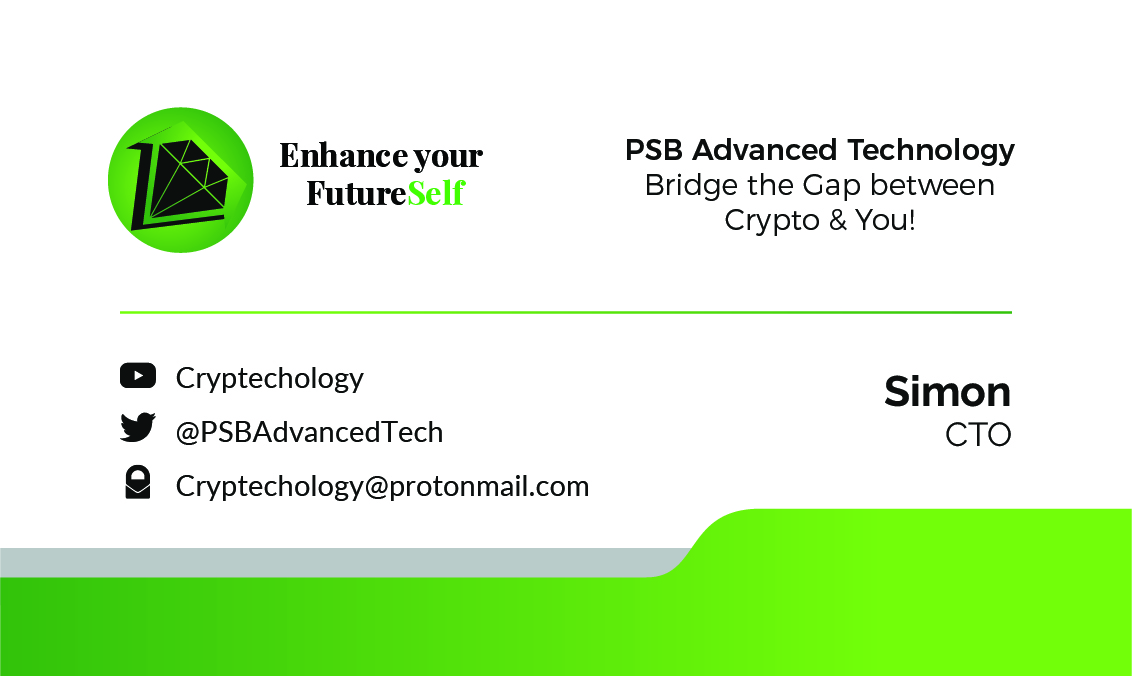 Enhance your
FutureSelf
PSB Advanced Technology
Bridge the Gap between
Crypto & You!
Cryptechology
@PSBAdvancedTech
Cryptechology@protonmail.com
Simon
CTO